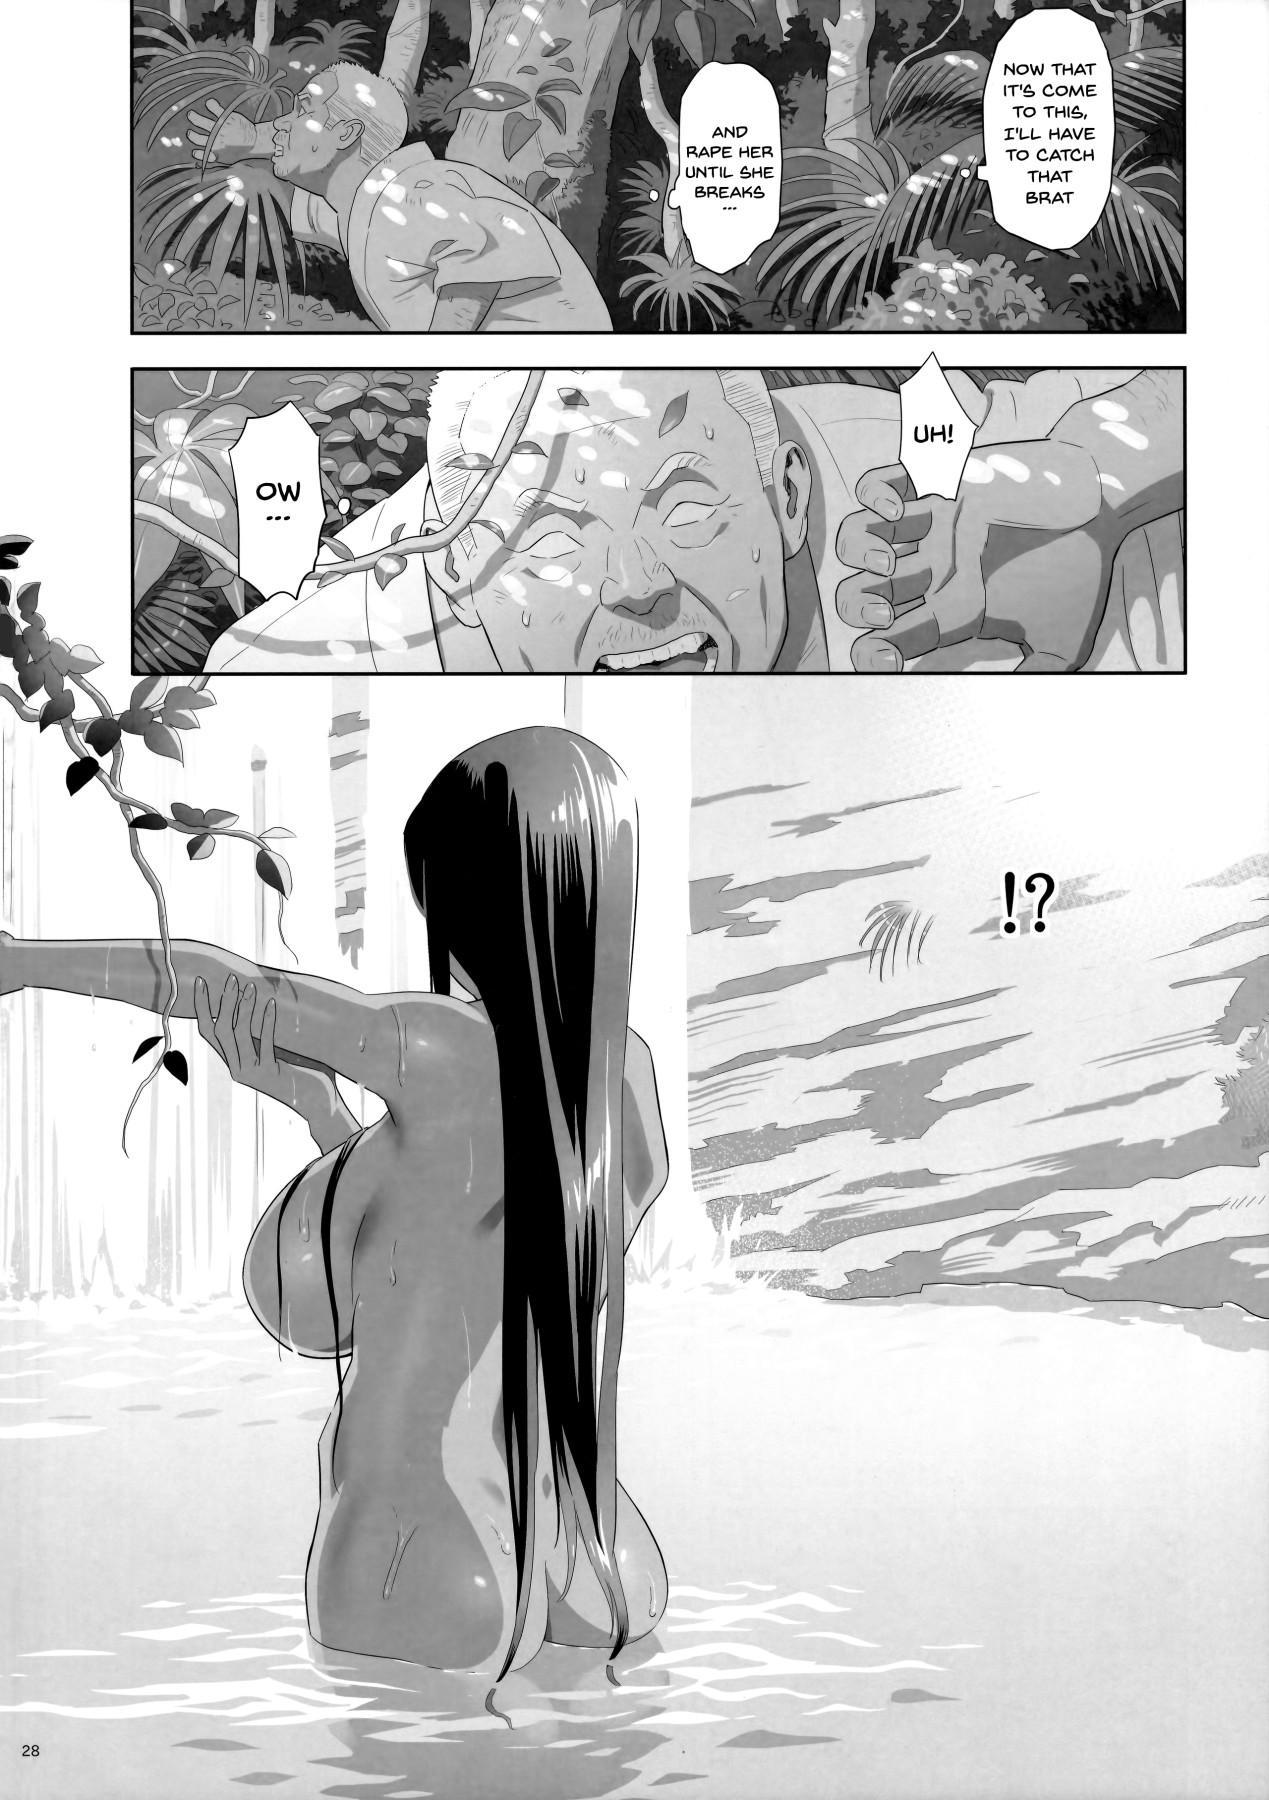 NOW THAT
IT'S COME
TO THIS,
I'LL HAVE
TO CATCH
THAT
BRAT
AND
RAPE HER
UNTIL SHE
BREAKS
...
UH!
OW
...
!?
28